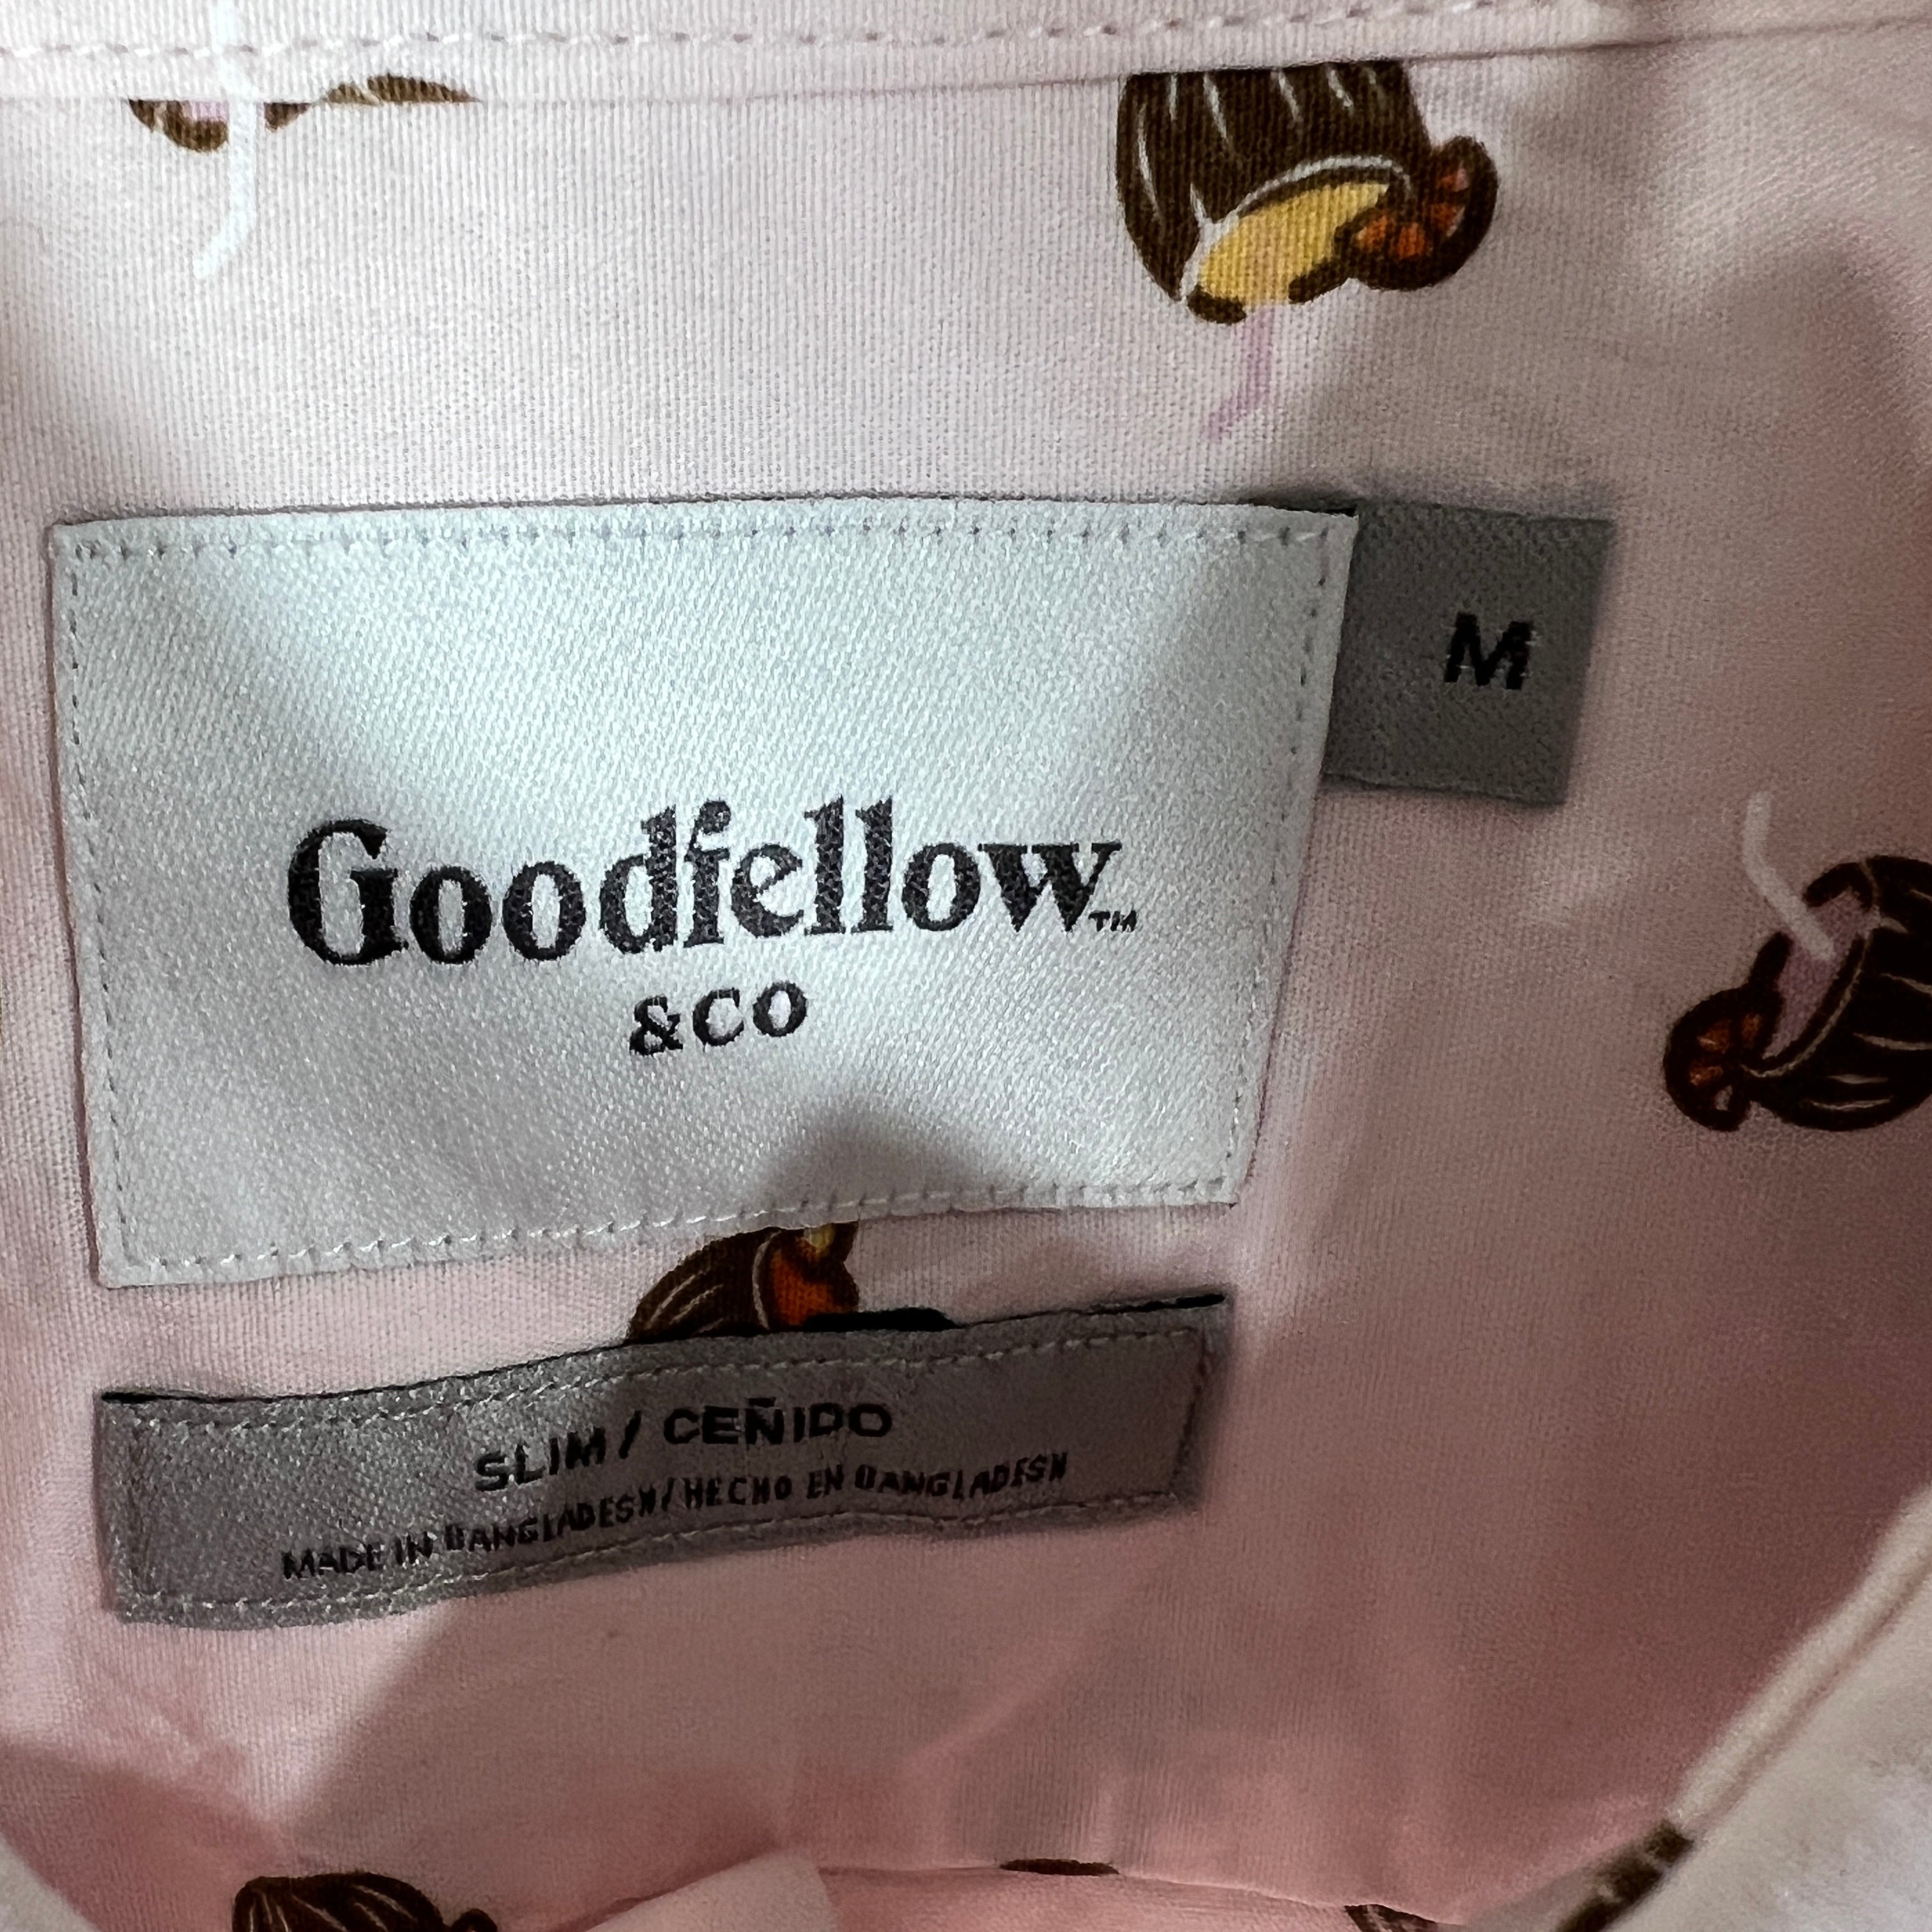 Goodfellow™
&CO
M
SLIM / CEÑIDO
MADE IN BANGLADESH / HECHO EN BANGLADESH